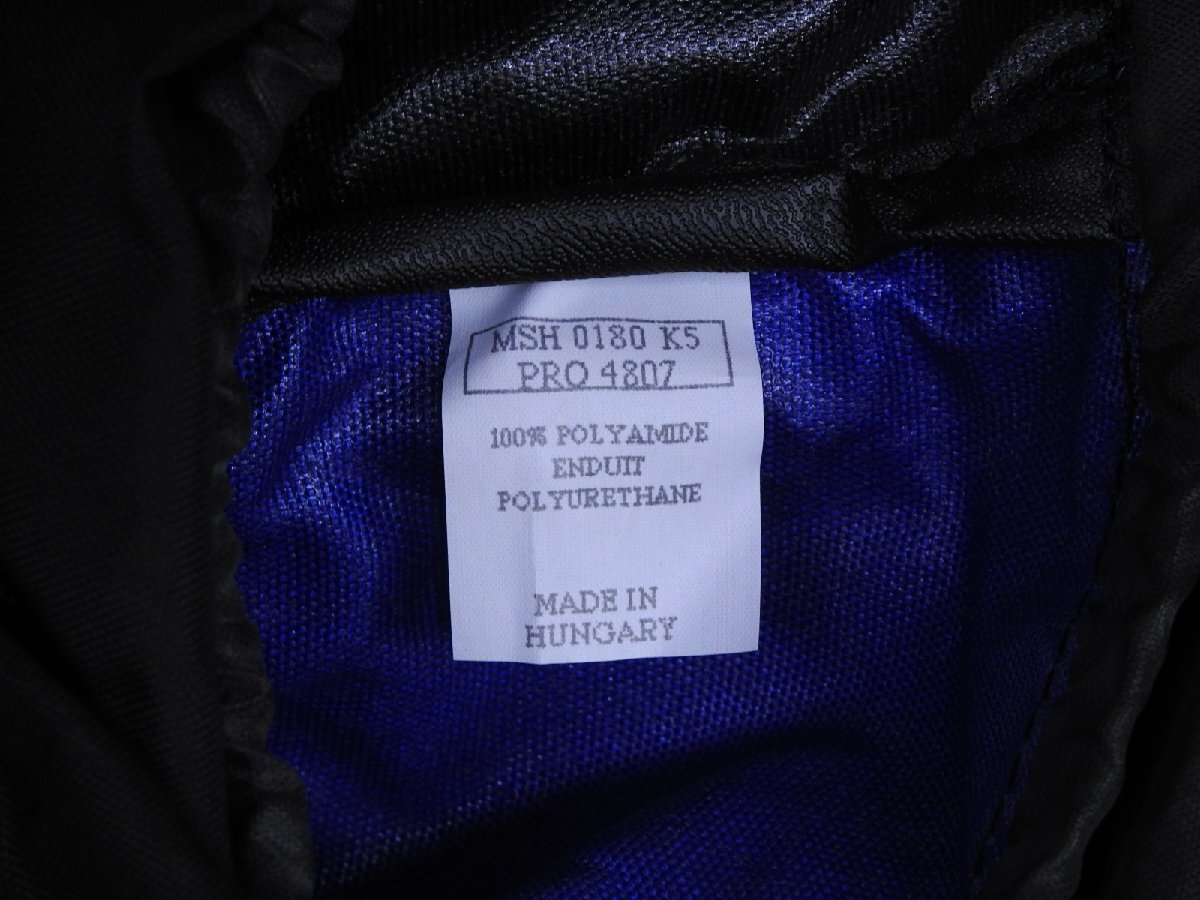 MSH 0180 K5
PRO 4807
100% POLYAMIDE
ENDUIT
POLYURETHANE
MADE IN
HUNGARY